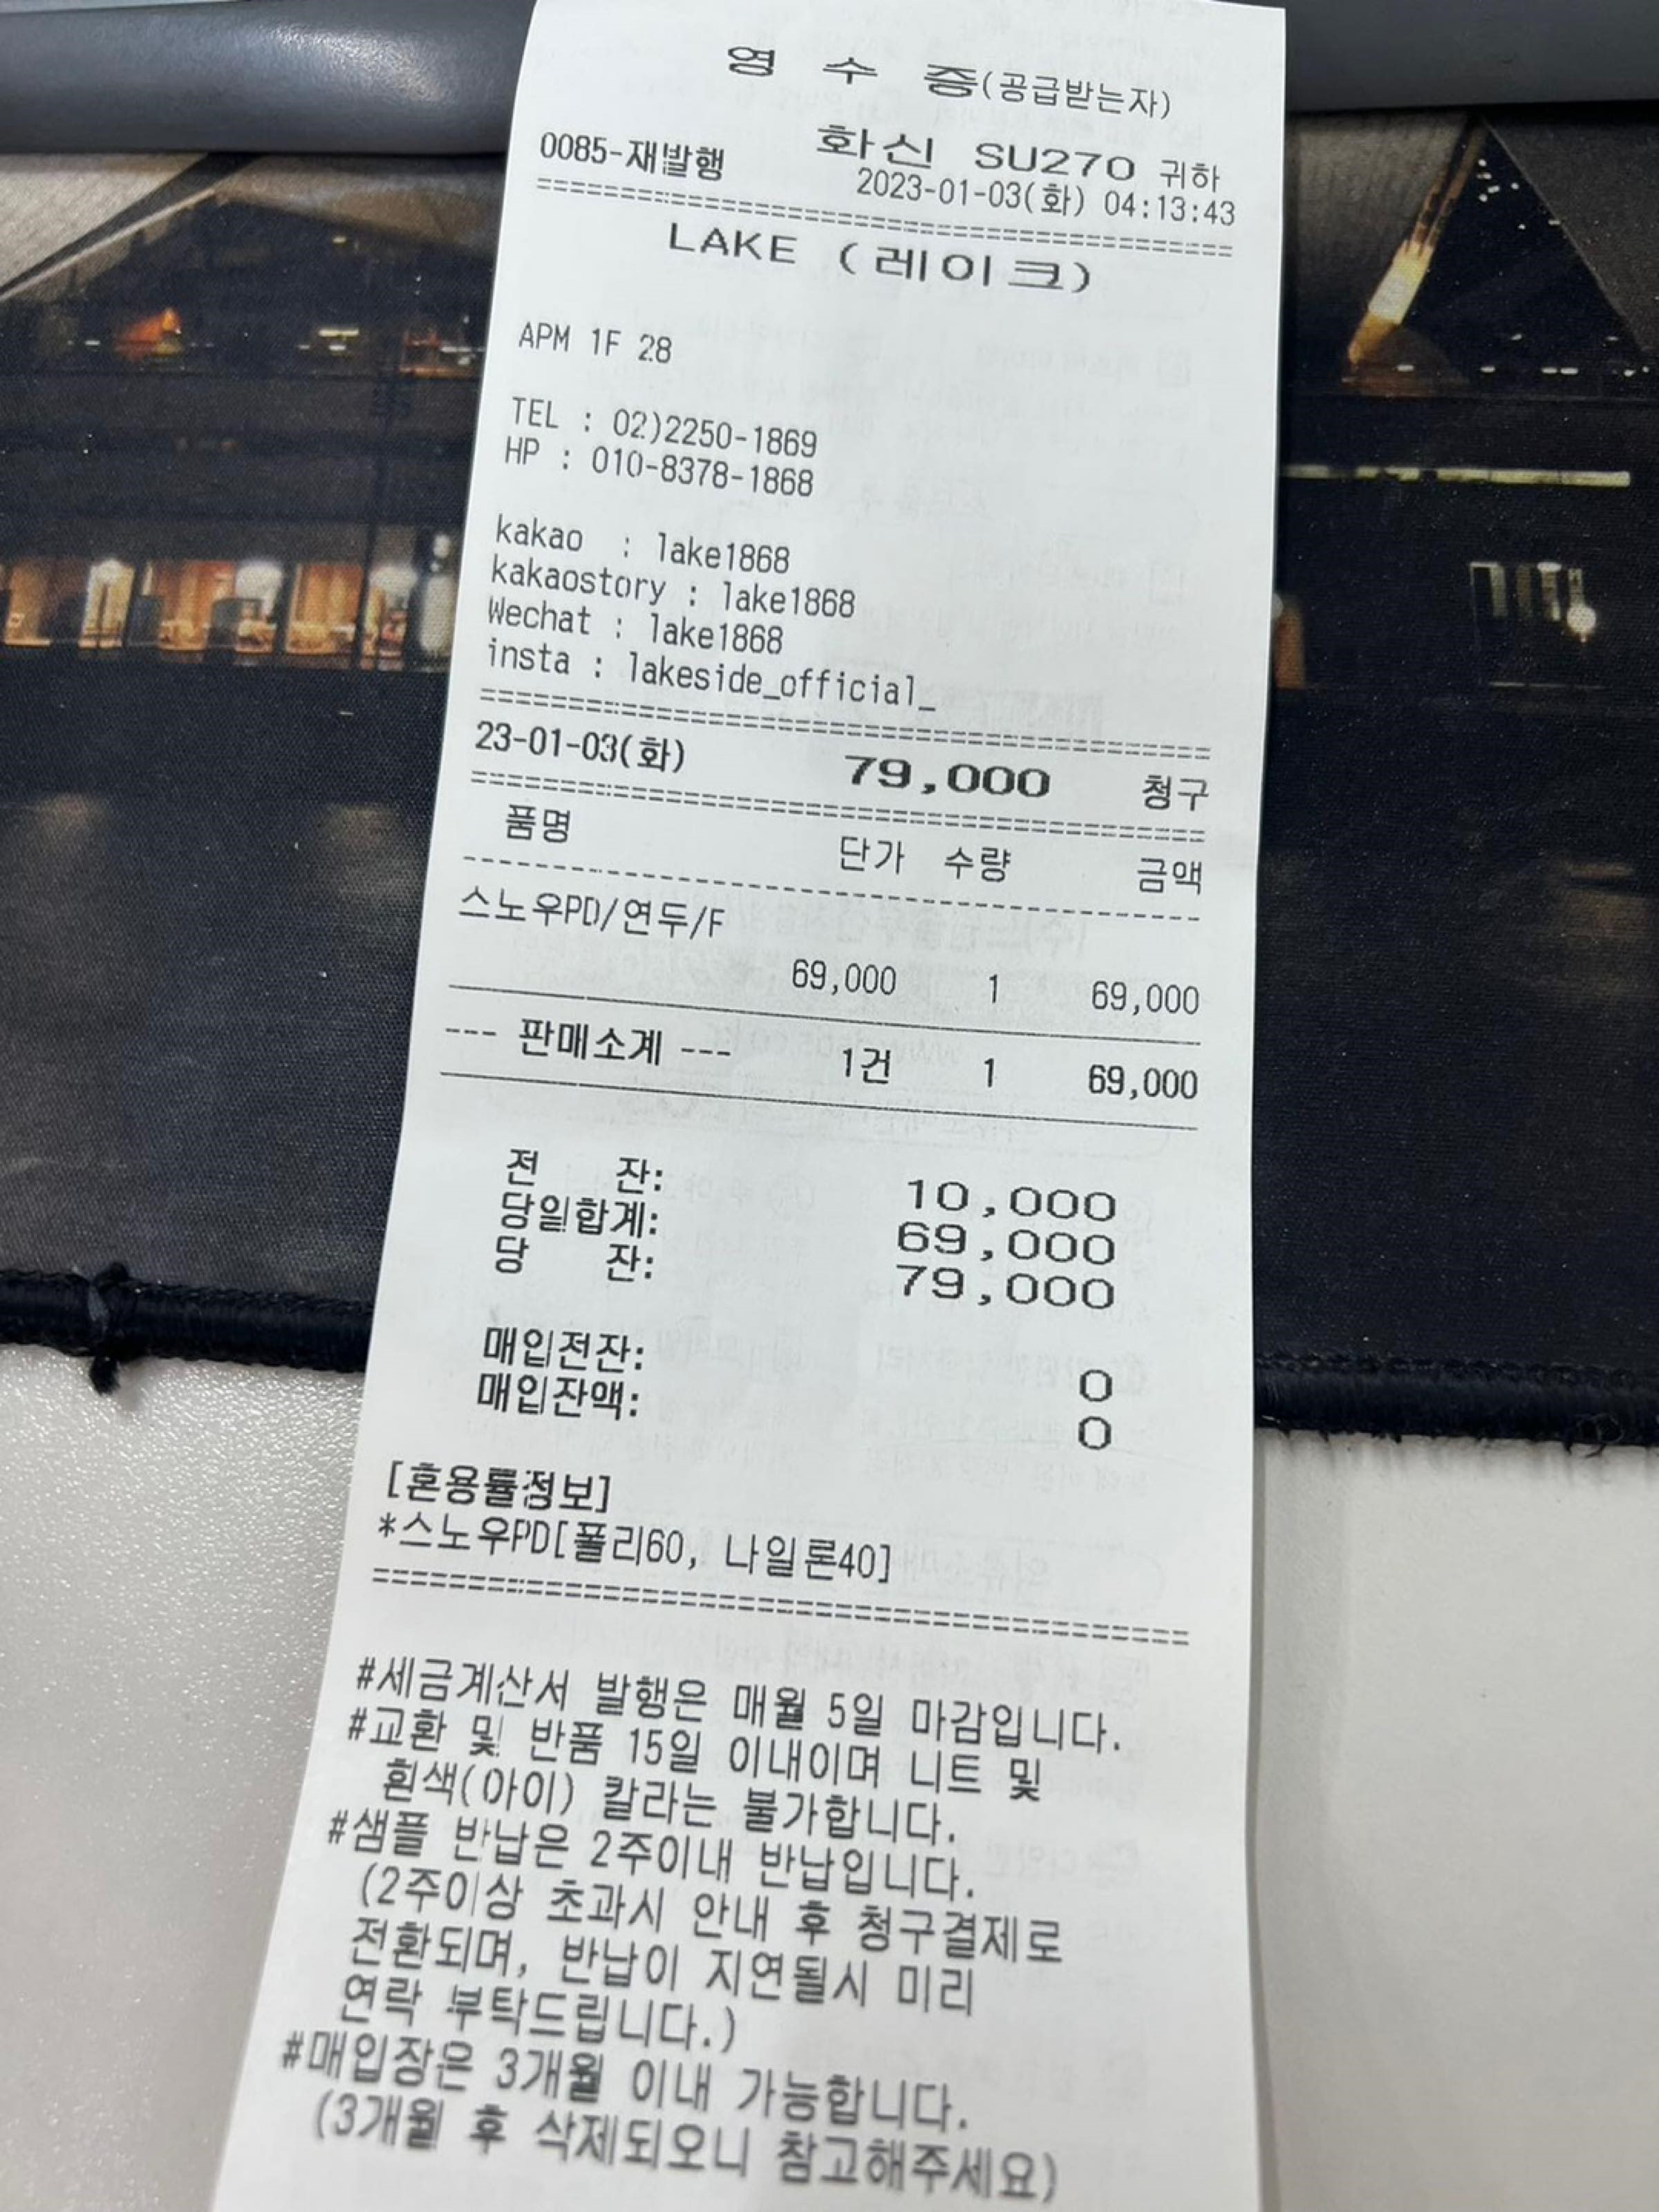 영 수 증(공급받는자)
화신 SU270 귀하
0085-재발행 2023-01-03(화) 04:13:43
========================================
LAKE (레이크)
APM 1F 28
TEL : 02)2250-1869
HP : 010-8378-1868
kakao : lake1868
kakaostory : lake1868
Wechat : lake1868
insta : lakeside_official_
========================================
23-01-03(화) 79,000 청구
========================================
품명 단가 수량 금액
----------------------------------------
스노우PD/연두/F
69,000 1 69,000
--- 판매소계 --- 1건 1 69,000
전 잔: 10,000
당일합계: 69,000
당 잔: 79,000
매입전잔: 0
매입잔액: 0
[혼용률정보]
*스노우PD[폴리60, 나일론40]
========================================
#세금계산서 발행은 매월 5일 마감입니다.
#교환 및 반품 15일 이내이며 니트 및
흰색(아이) 칼라는 불가합니다.
#샘플 반납은 2주이내 반납입니다.
(2주이상 초과시 안내 후 청구결제로
전환되며, 반납이 지연될시 미리
연락 부탁드립니다.)
#매입장은 3개월 이내 가능합니다.
(3개월 후 삭제되오니 참고해주세요)